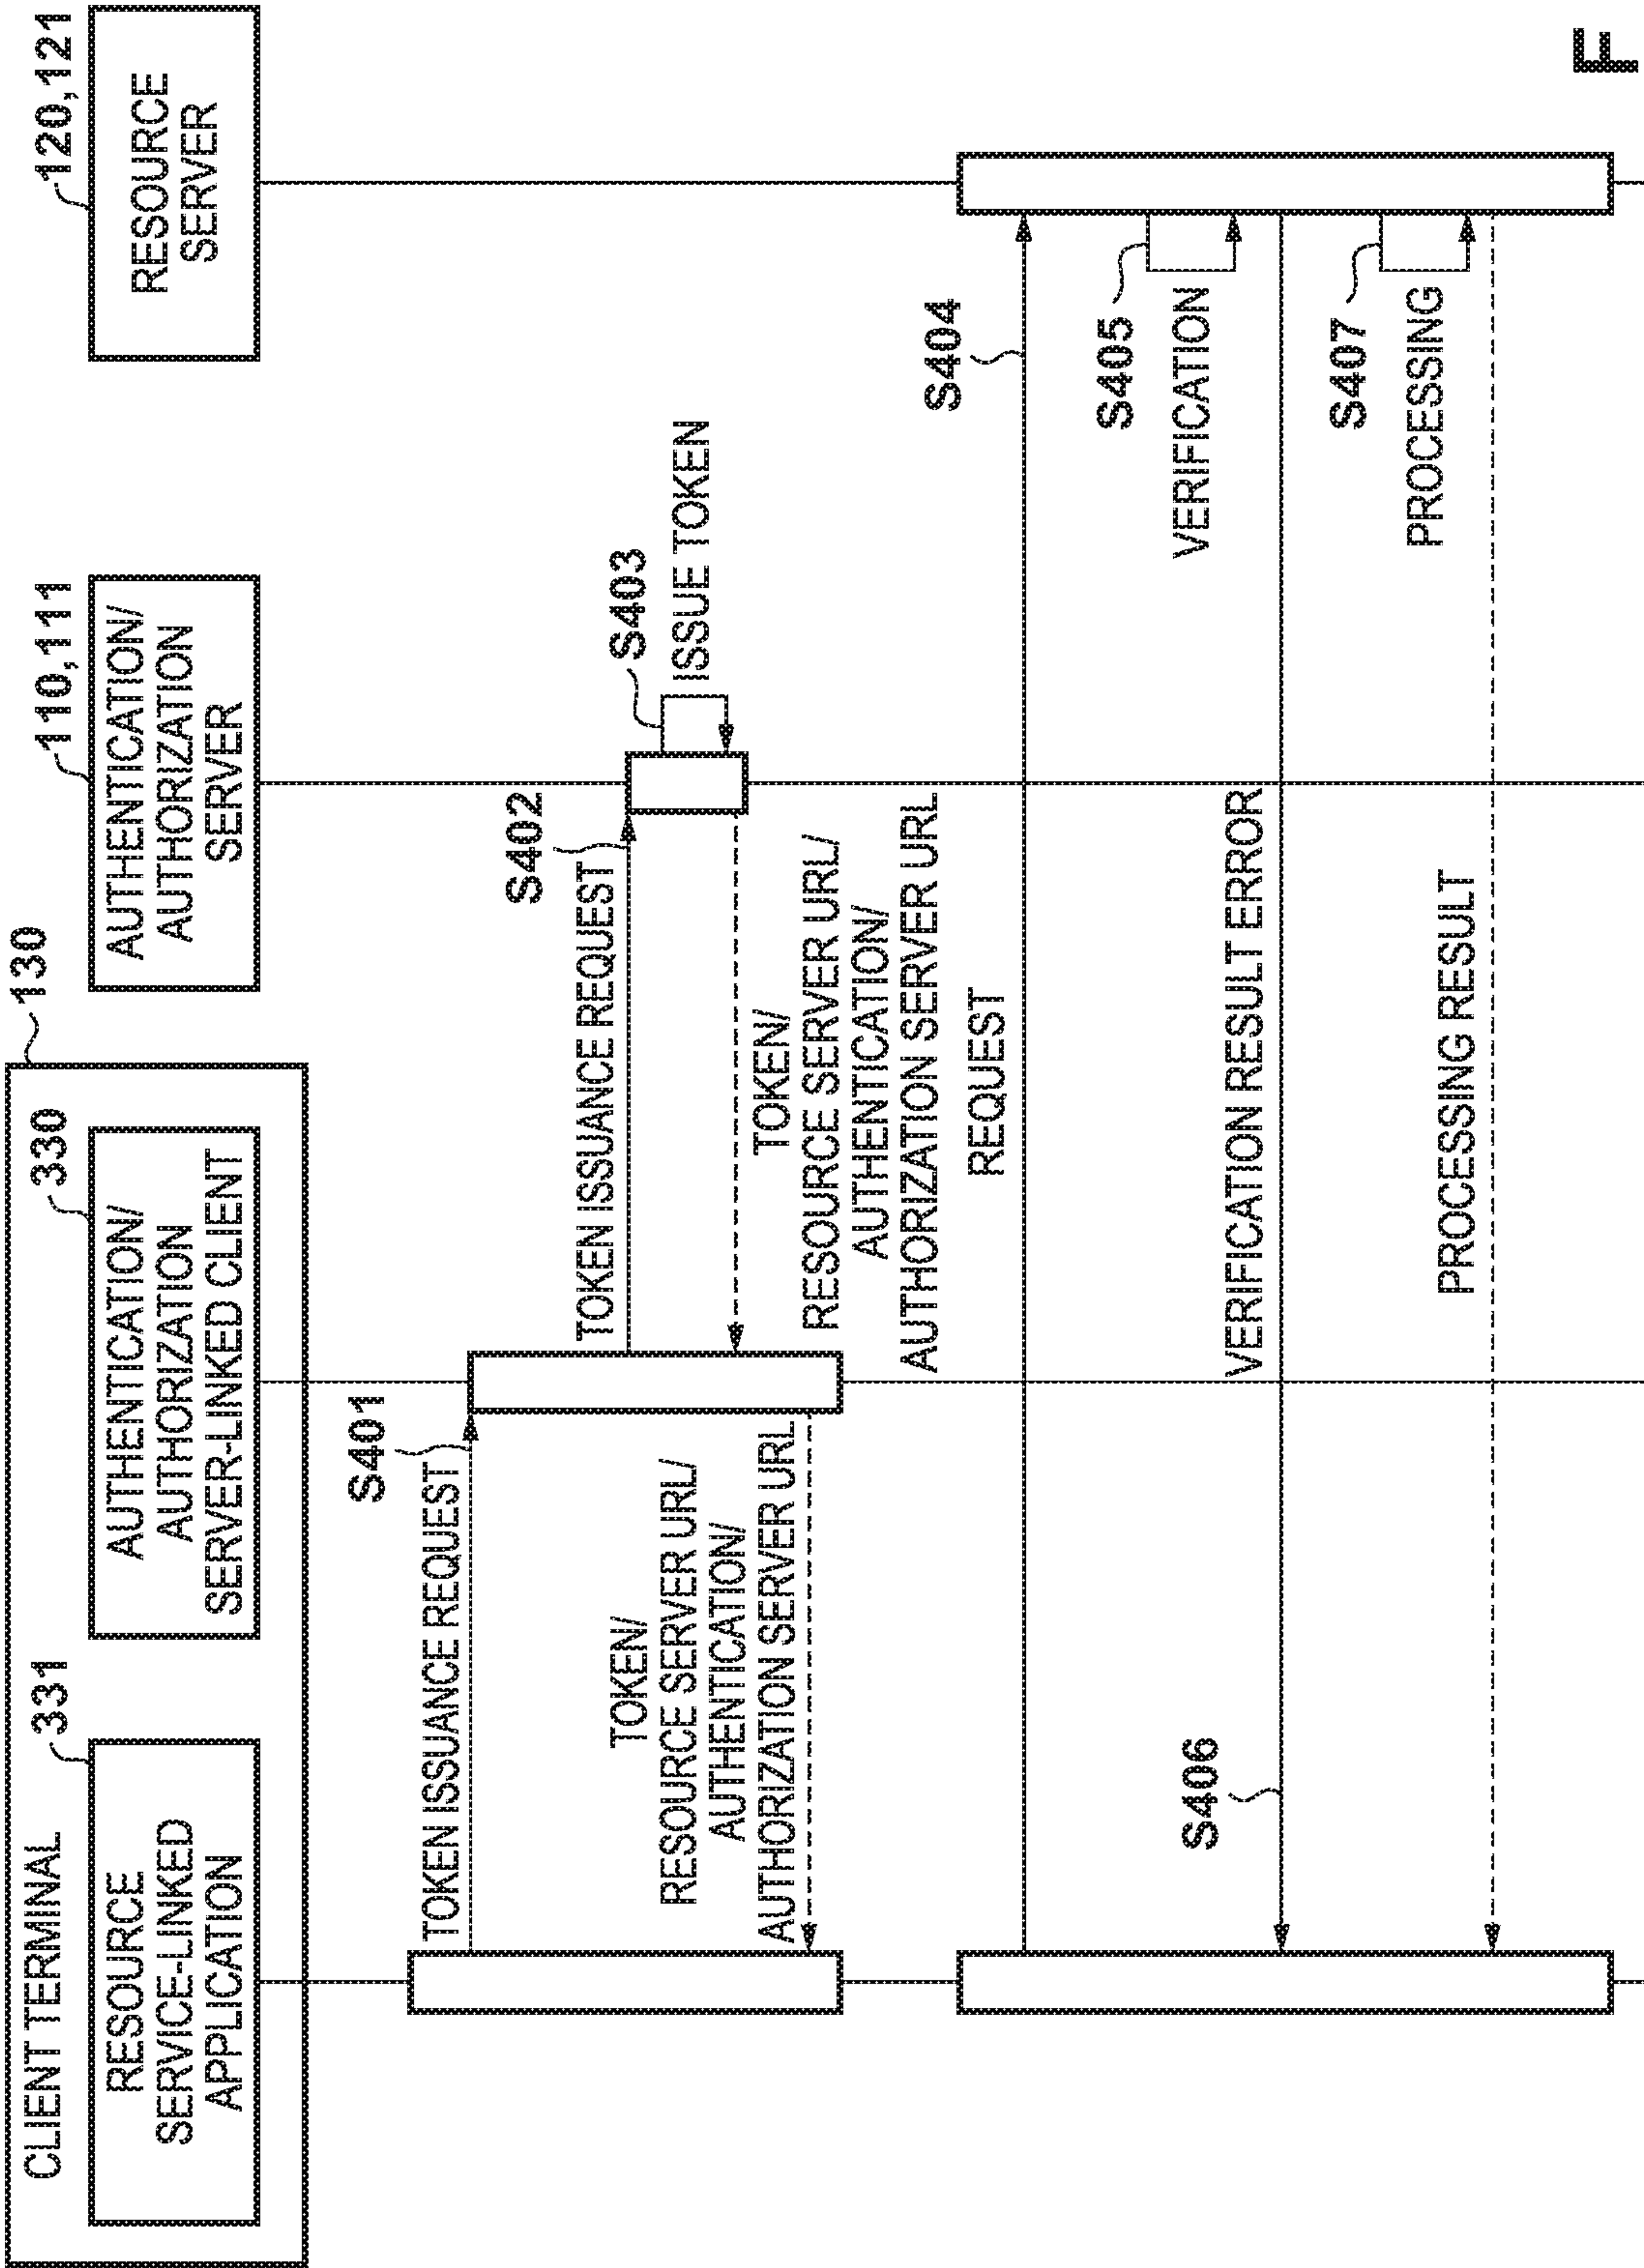 CLIENT TERMINAL
130
331
330
110,111
120,121
RESOURCE
SERVICE-LINKED
APPLICATION
AUTHENTICATION/
AUTHORIZATION
SERVER-LINKED CLIENT
AUTHENTICATION/
AUTHORIZATION
SERVER
RESOURCE
SERVER
S401
TOKEN ISSUANCE REQUEST
S402
TOKEN ISSUANCE REQUEST
S403
ISSUE TOKEN
TOKEN/
RESOURCE SERVER URL/
AUTHENTICATION/
AUTHORIZATION SERVER URL
TOKEN/
RESOURCE SERVER URL/
AUTHENTICATION/
AUTHORIZATION SERVER URL
S404
REQUEST
S405
VERIFICATION
S406
VERIFICATION RESULT ERROR
S407
PROCESSING
PROCESSING RESULT
F